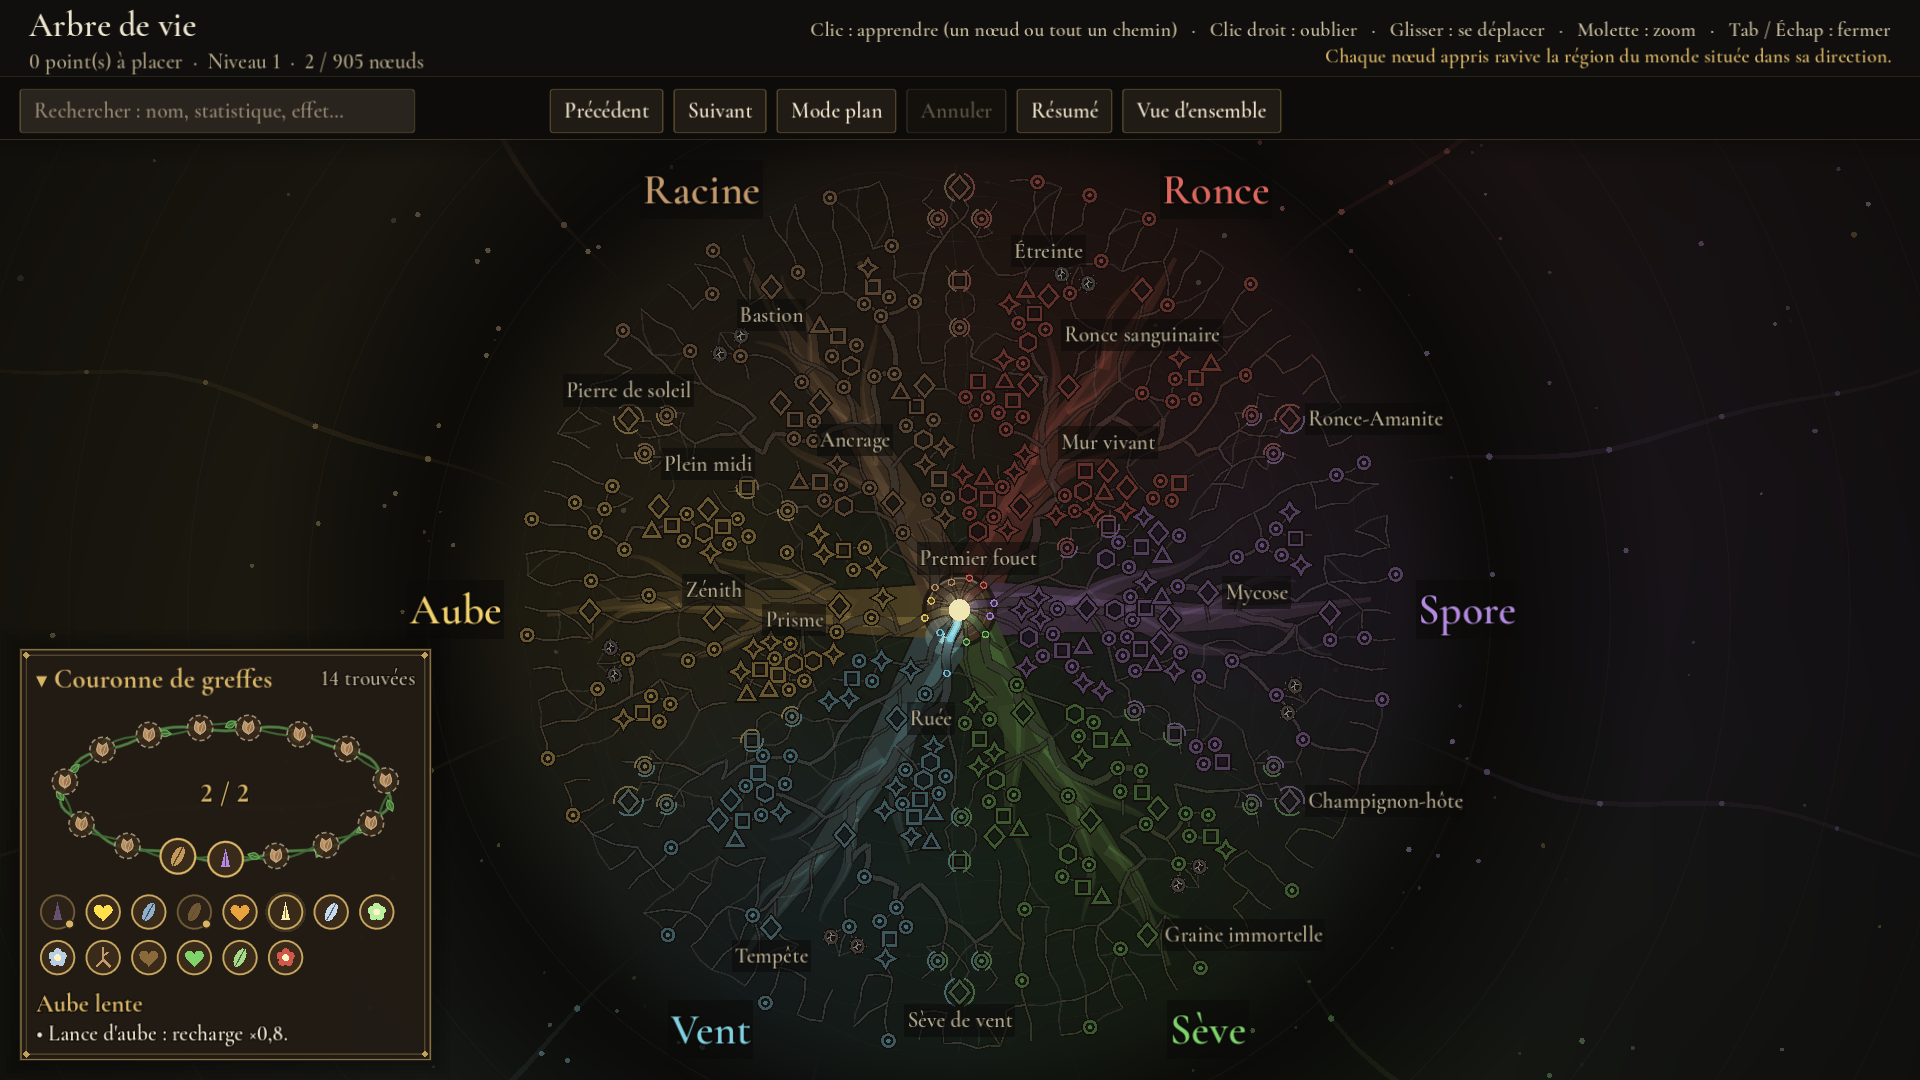 Arbre de vie
0 point(s) à placer · Niveau 1 · 2 / 905 nœuds
Clic : apprendre (un nœud ou tout un chemin) · Clic droit : oublier · Glisser : se déplacer · Molette : zoom · Tab / Échap : fermer
Chaque nœud appris ravive la région du monde située dans sa direction.
Rechercher : nom, statistique, effet...
Précédent
Suivant
Mode plan
Annuler
Résumé
Vue d'ensemble
Racine
Ronce
Étreinte
Bastion
Ronce sanguinaire
Pierre de soleil
Ronce-Amanite
Ancrage
Mur vivant
Plein midi
Premier fouet
Zénith
Mycose
Aube
Prisme
Spore
Ruée
Champignon-hôte
Graine immortelle
Tempête
Sève de vent
Vent
Sève
▾ Couronne de greffes
14 trouvées
2 / 2
Aube lente
• Lance d'aube : recharge ×0,8.